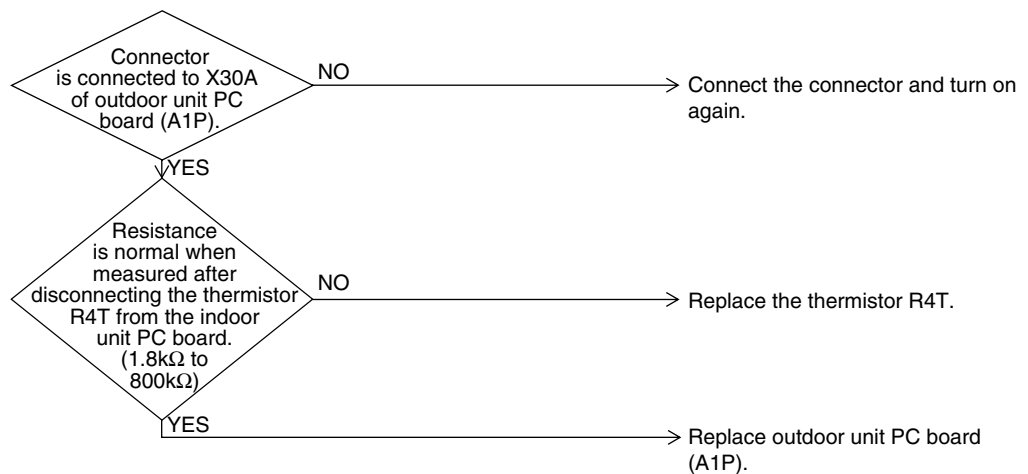 Connector
is connected to X30A
of outdoor unit PC
board (A1P).
NO
Connect the connector and turn on
again.
YES
Resistance
is normal when
measured after
disconnecting the thermistor
R4T from the indoor
unit PC board.
(1.8kΩ to
800kΩ)
NO
Replace the thermistor R4T.
YES
Replace outdoor unit PC board
(A1P).